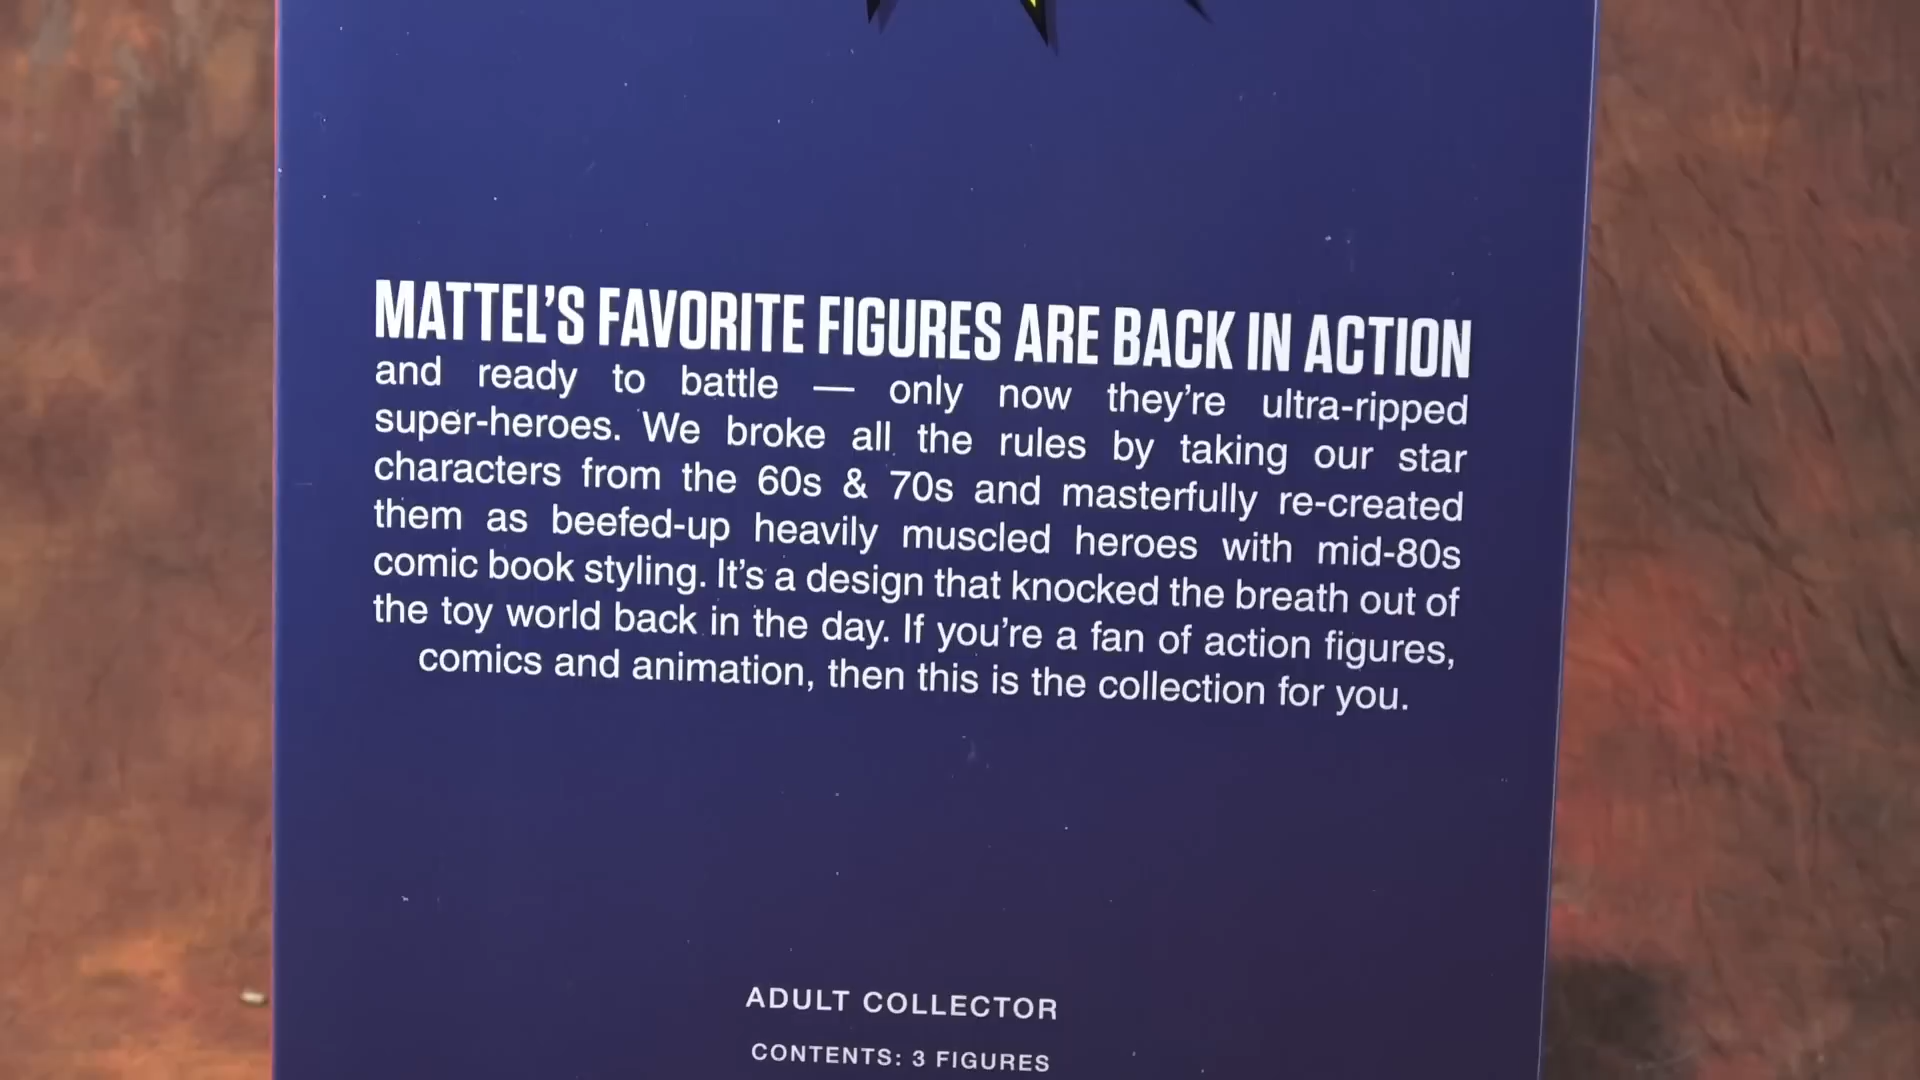 MATTEL’S FAVORITE FIGURES ARE BACK IN ACTION
and ready to battle — only now they’re ultra-ripped
super-heroes. We broke all the rules by taking our star
characters from the 60s & 70s and masterfully re-created
them as beefed-up heavily muscled heroes with mid-80s
comic book styling. It’s a design that knocked the breath out of
the toy world back in the day. If you’re a fan of action figures,
comics and animation, then this is the collection for you.
ADULT COLLECTOR
CONTENTS: 3 FIGURES